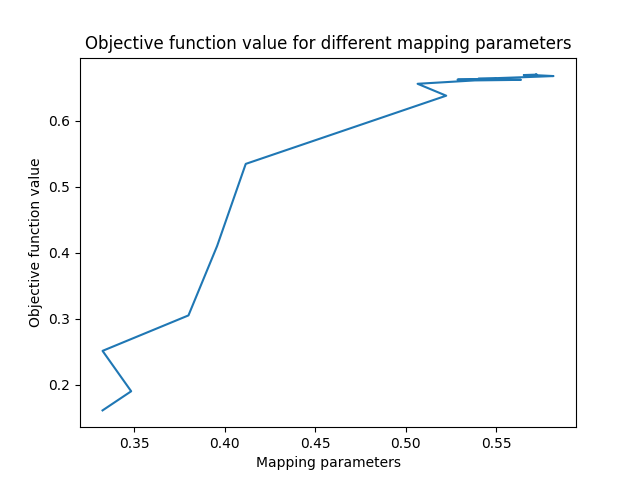 Objective function value for different mapping parameters
Objective function value
0.6
0.5
0.4
0.3
0.2
0.35 0.40 0.45 0.50 0.55
Mapping parameters